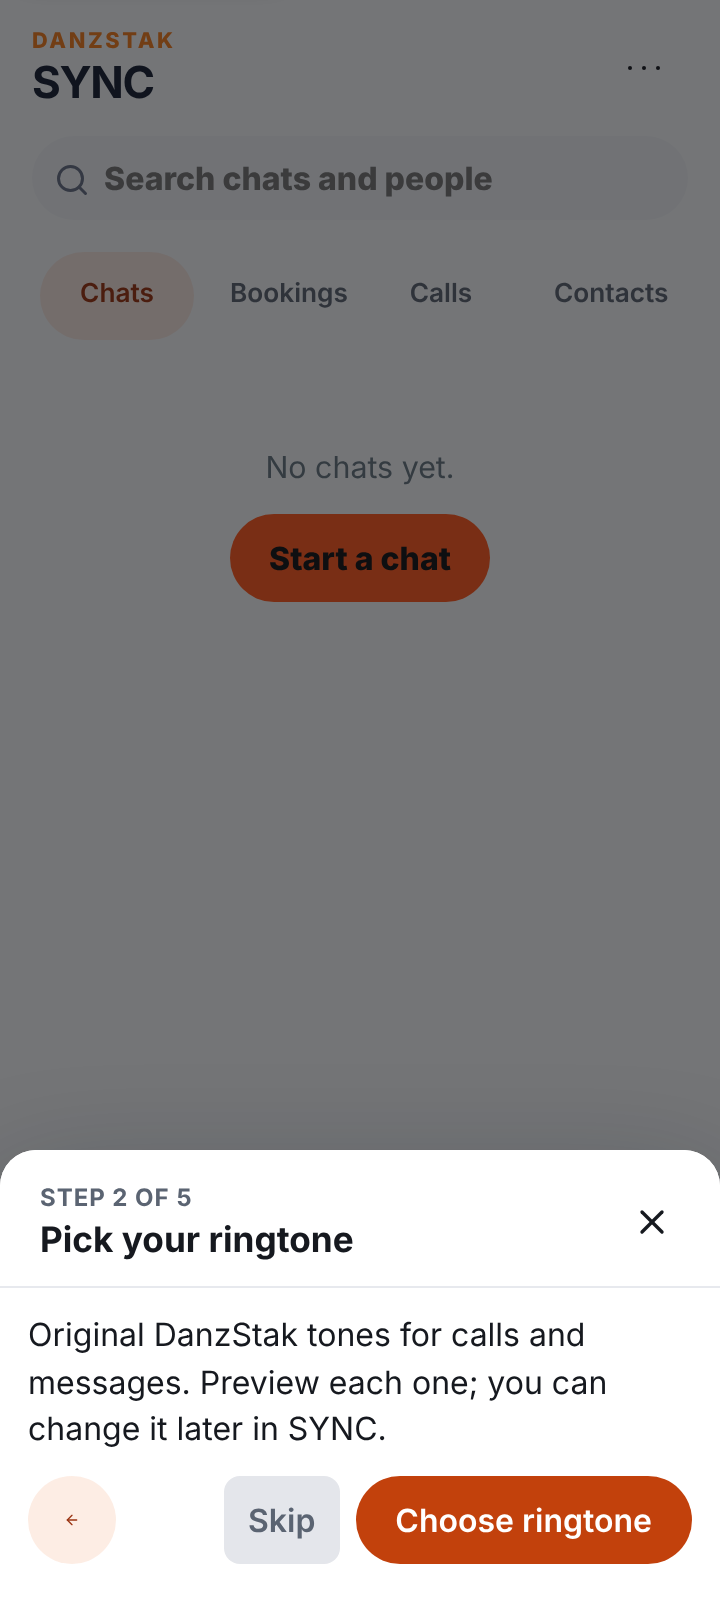 DANZSTAK
SYNC
Search chats and people
Chats
Bookings
Calls
Contacts
No chats yet.
Start a chat
STEP 2 OF 5
Pick your ringtone
Original DanzStak tones for calls and
messages. Preview each one; you can
change it later in SYNC.
Skip
Choose ringtone